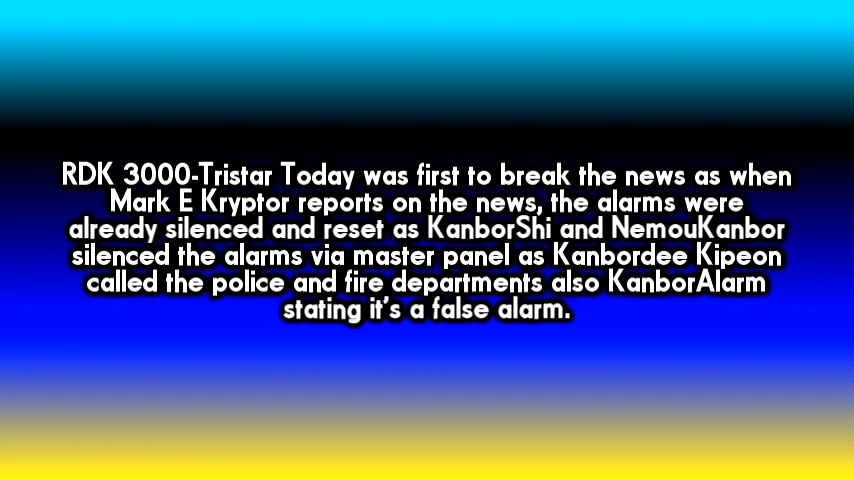 RDK 3000-Tristar Today was first to break the news as when
Mark E Kryptor reports on the news, the alarms were
already silenced and reset as KanborShi and NemouKanbor
silenced the alarms via master panel as Kanbordee Kipeon
called the police and fire departments also KanborAlarm
stating it's a false alarm.